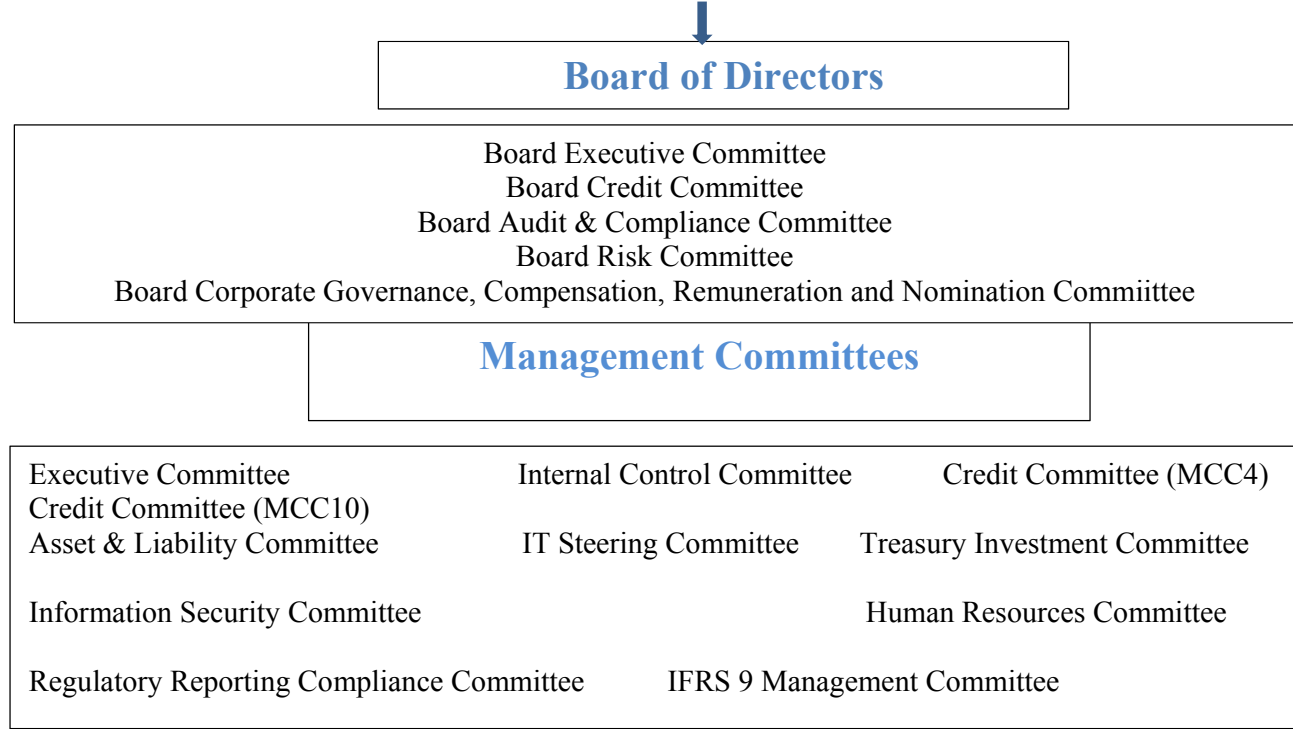 Board of Directors
Board Executive Committee
Board Credit Committee
Board Audit & Compliance Committee
Board Risk Committee
Board Corporate Governance, Compensation, Remuneration and Nomination Commiittee
Management Committees
Executive Committee Internal Control Committee Credit Committee (MCC4)
Credit Committee (MCC10)
Asset & Liability Committee IT Steering Committee Treasury Investment Committee
Information Security Committee Human Resources Committee
Regulatory Reporting Compliance Committee IFRS 9 Management Committee